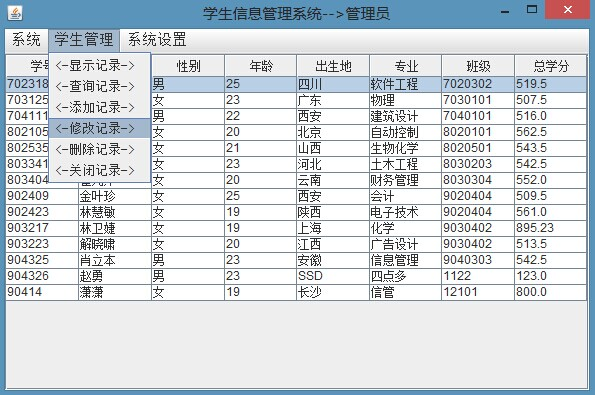 学生信息管理系统-->管理员
系统 学生管理 系统设置
学号 性别 年龄 出生地 专业 班级 总学分
<-显示记录->
<-查询记录->
<-添加记录->
<-修改记录->
<-删除记录->
<-关闭记录->
702318 男 25 四川 软件工程 7020302 519.5
703125 女 23 广东 物理 7030101 507.5
704111 男 22 西安 建筑设计 7040101 516.0
802105 女 20 北京 自动控制 8020101 562.5
802535 女 21 山西 生物化学 8020501 543.5
803341 女 23 河北 土木工程 8030203 542.5
803404 女 20 云南 财务管理 8030304 552.0
902409 金叶珍 女 25 西安 会计 9020404 509.5
902423 林慧敏 女 19 陕西 电子技术 9020404 561.0
903217 林卫婕 女 19 上海 化学 9030402 895.23
903223 解晓啸 女 20 江西 广告设计 9030402 513.5
904325 肖立本 男 23 安徽 信息管理 9040303 542.5
904326 赵勇 男 23 SSD 四点多 1122 123.0
90414 潇潇 女 19 长沙 信管 12101 800.0